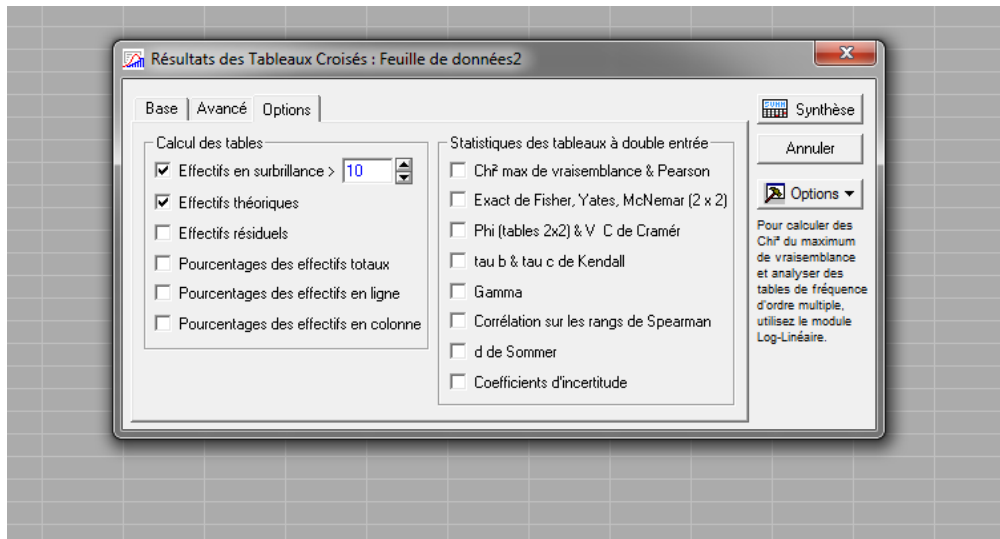 Résultats des Tableaux Croisés : Feuille de données2
Base
Avancé
Options
Calcul des tables
Effectifs en surbrillance > 10
Effectifs théoriques
Effectifs résiduels
Pourcentages des effectifs totaux
Pourcentages des effectifs en ligne
Pourcentages des effectifs en colonne
Statistiques des tableaux à double entrée
Chi² max de vraisemblance & Pearson
Exact de Fisher, Yates, McNemar (2 x 2)
Phi (tables 2x2) & V C de Cramér
tau b & tau c de Kendall
Gamma
Corrélation sur les rangs de Spearman
d de Sommer
Coefficients d'incertitude
Synthèse
Annuler
Options
Pour calculer des
Chi² du maximum
de vraisemblance
et analyser des
tables de fréquence
d'ordre multiple,
utilisez le module
Log-Linéaire.